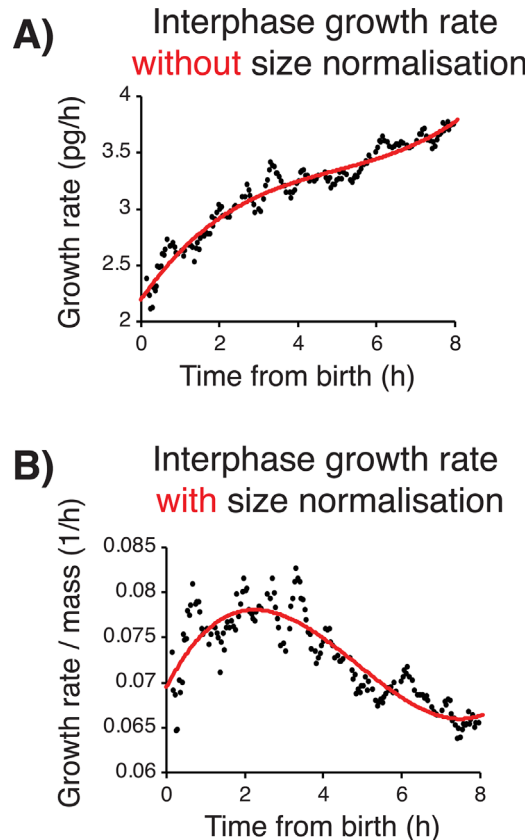 A)
Interphase growth rate
without size normalisation
Growth rate (pg/h)
4
3.5
3
2.5
2
0 2 4 6 8
Time from birth (h)
B)
Interphase growth rate
with size normalisation
Growth rate / mass (1/h)
0.085
0.08
0.075
0.07
0.065
0.06
0 2 4 6 8
Time from birth (h)